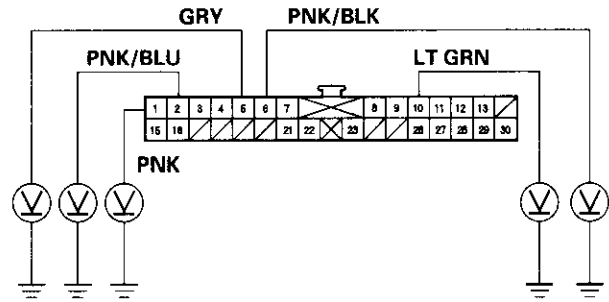 GRY PNK/BLK
PNK/BLU LT GRN
1 2 3 4 5 6 7 8 9 10 11 12 13
15 16 21 22 23 26 27 28 29 30
PNK
V V V V V